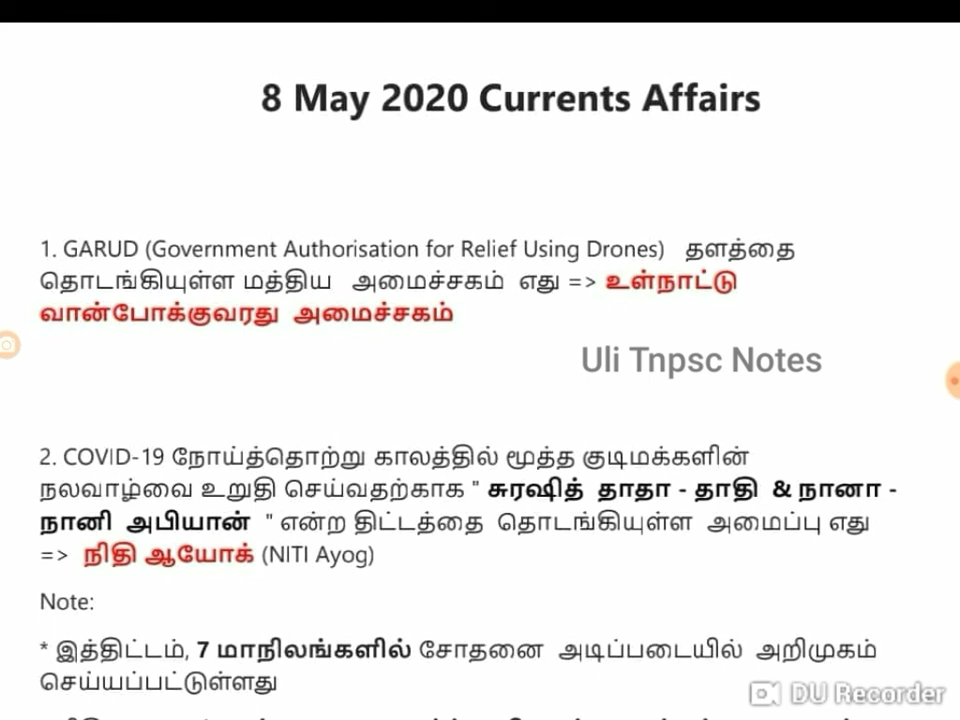 8 May 2020 Currents Affairs
1. GARUD (Government Authorisation for Relief Using Drones) தளத்தை
தொடங்கியுள்ள மத்திய அமைச்சகம் எது => உள்நாட்டு
வான்போக்குவரது அமைச்சகம்
Uli Tnpsc Notes
2. COVID-19 நோய்த்தொற்று காலத்தில் மூத்த குடிமக்களின்
நலவாழ்வை உறுதி செய்வதற்காக " சுரஷித் தாதா - தாதி & நானா -
நானி அபியான் " என்ற திட்டத்தை தொடங்கியுள்ள அமைப்பு எது
=> நிதி ஆயோக் (NITI Ayog)
Note:
* இத்திட்டம், 7 மாநிலங்களில் சோதனை அடிப்படையில் அறிமுகம்
செய்யப்பட்டுள்ளது
DU Recorder